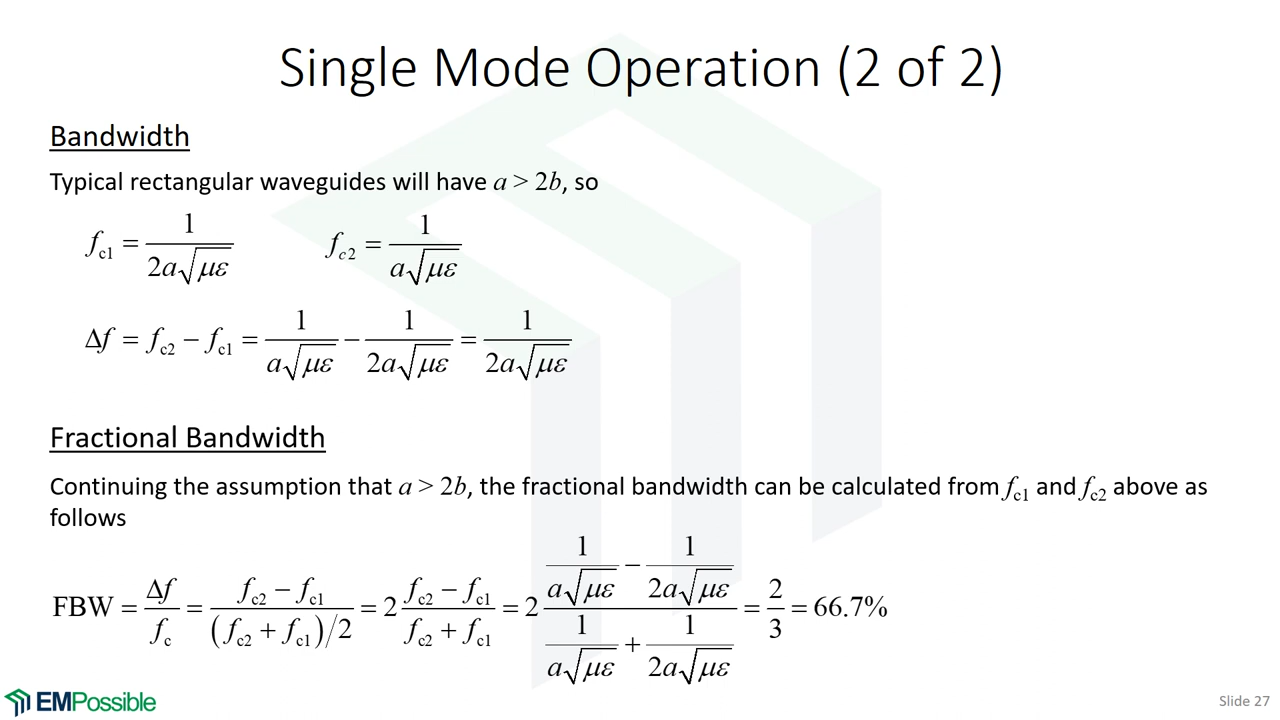 Single Mode Operation (2 of 2)
Bandwidth
Typical rectangular waveguides will have a > 2b, so
f_c1 = 1/(2a√(με))    f_c2 = 1/(a√(με))
Δf = f_c2 − f_c1 = 1/(a√(με)) − 1/(2a√(με)) = 1/(2a√(με))
Fractional Bandwidth
Continuing the assumption that a > 2b, the fractional bandwidth can be calculated from f_c1 and f_c2 above as
follows
FBW = Δf/f_c = (f_c2 − f_c1)/((f_c2 + f_c1)/2) = 2 (f_c2 − f_c1)/(f_c2 + f_c1) = 2 (1/(a√(με)) − 1/(2a√(με)))/(1/(a√(με)) + 1/(2a√(με))) = 2/3 = 66.7%
EMPossible
Slide 27